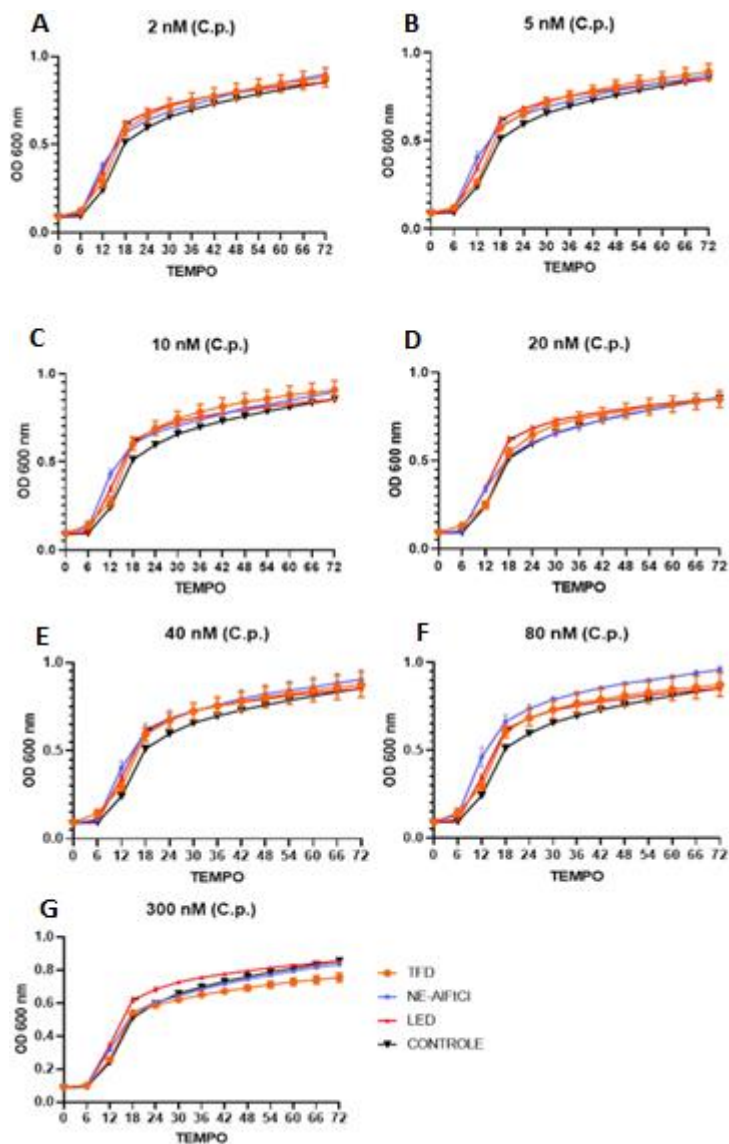 A
2 nM (C.p.)
OD 600 nm
1.0
0.5
0.0
0 6 12 18 24 30 36 42 48 54 60 66 72
TEMPO
B
5 nM (C.p.)
OD 600 nm
1.0
0.5
0.0
0 6 12 18 24 30 36 42 48 54 60 66 72
TEMPO
C
10 nM (C.p.)
OD 600 nm
1.0
0.5
0.0
0 6 12 18 24 30 36 42 48 54 60 66 72
TEMPO
D
20 nM (C.p.)
OD 600 nm
1.0
0.5
0.0
0 6 12 18 24 30 36 42 48 54 60 66 72
TEMPO
E
40 nM (C.p.)
OD 600 nm
1.0
0.5
0.0
0 6 12 18 24 30 36 42 48 54 60 66 72
TEMPO
F
80 nM (C.p.)
OD 600 nm
1.0
0.5
0.0
0 6 12 18 24 30 36 42 48 54 60 66 72
TEMPO
G
300 nM (C.p.)
OD 600 nm
1.0
0.8
0.6
0.4
0.2
0.0
0 6 12 18 24 30 36 42 48 54 60 66 72
TEMPO
TFD
NE-AlFtCl
LED
CONTROLE